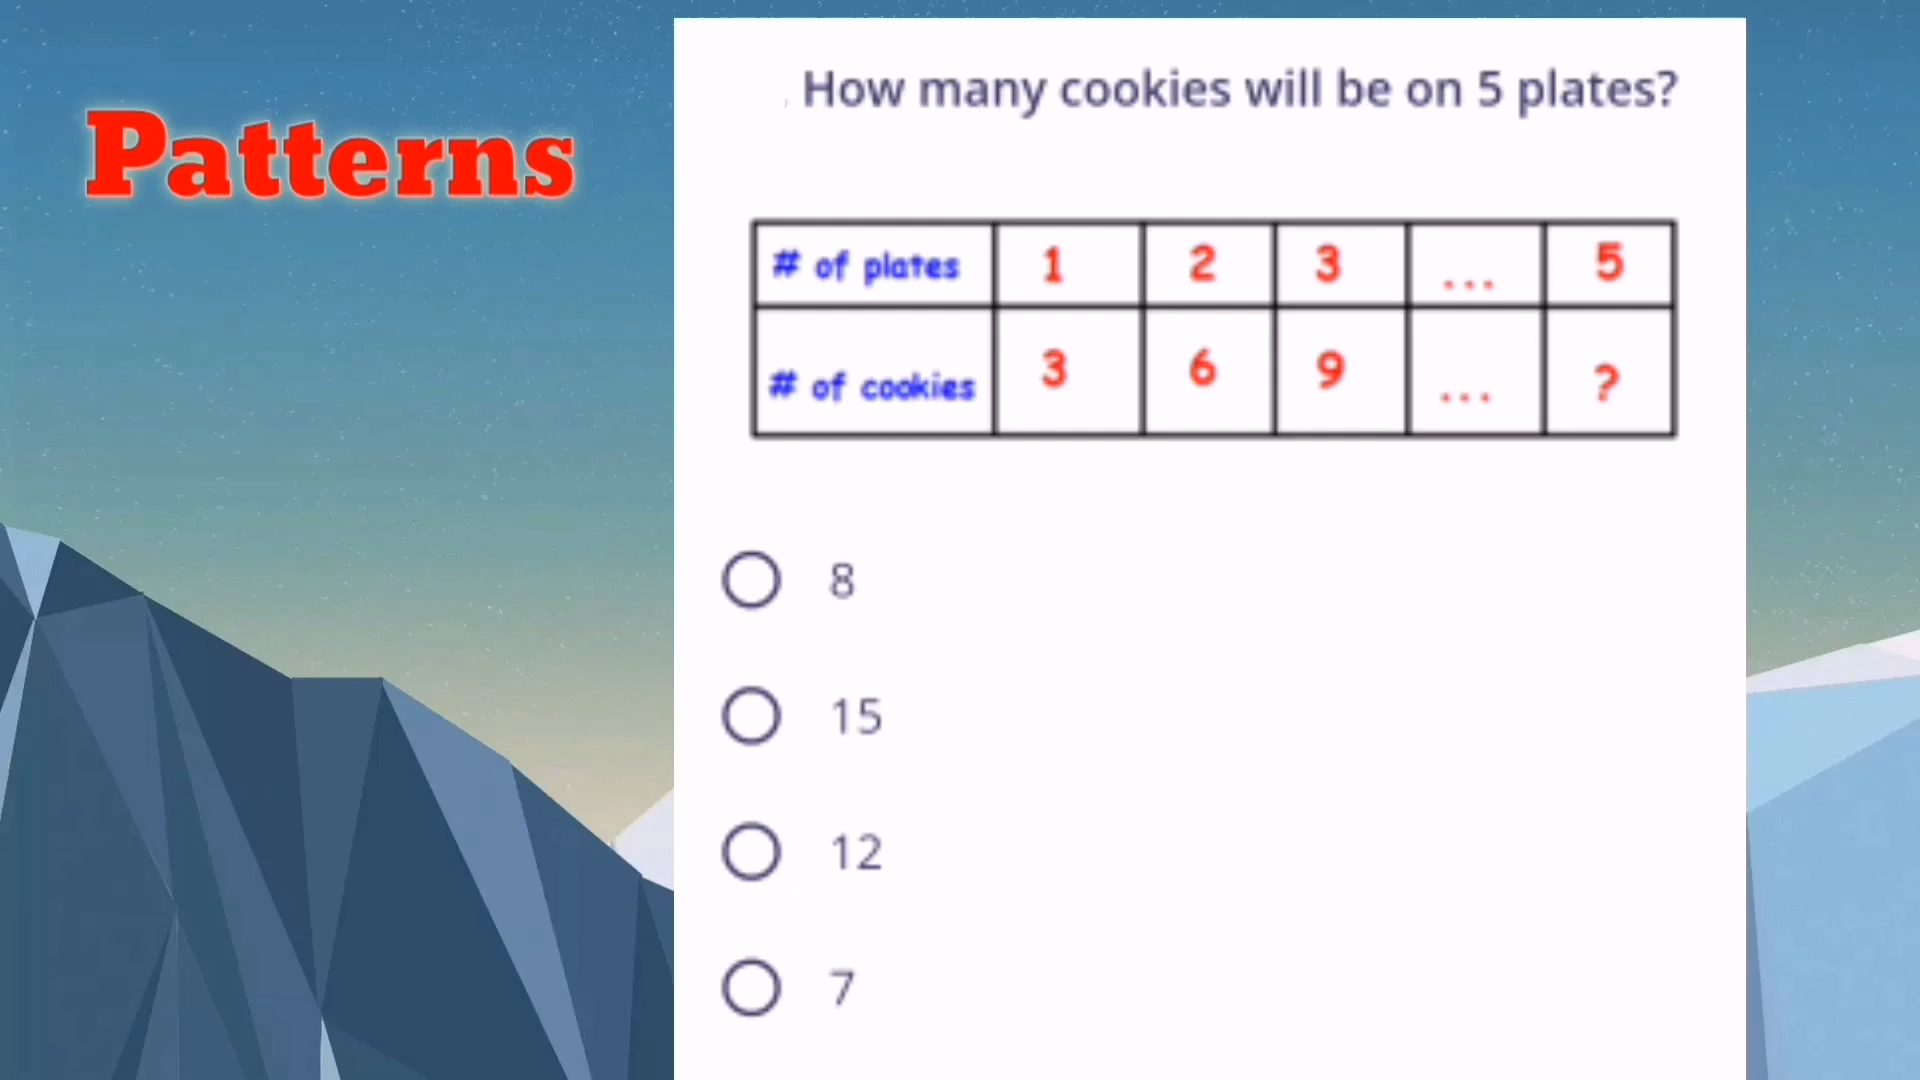 Patterns
How many cookies will be on 5 plates?
# of plates 1 2 3 ... 5
# of cookies 3 6 9 ... ?
8
15
12
7